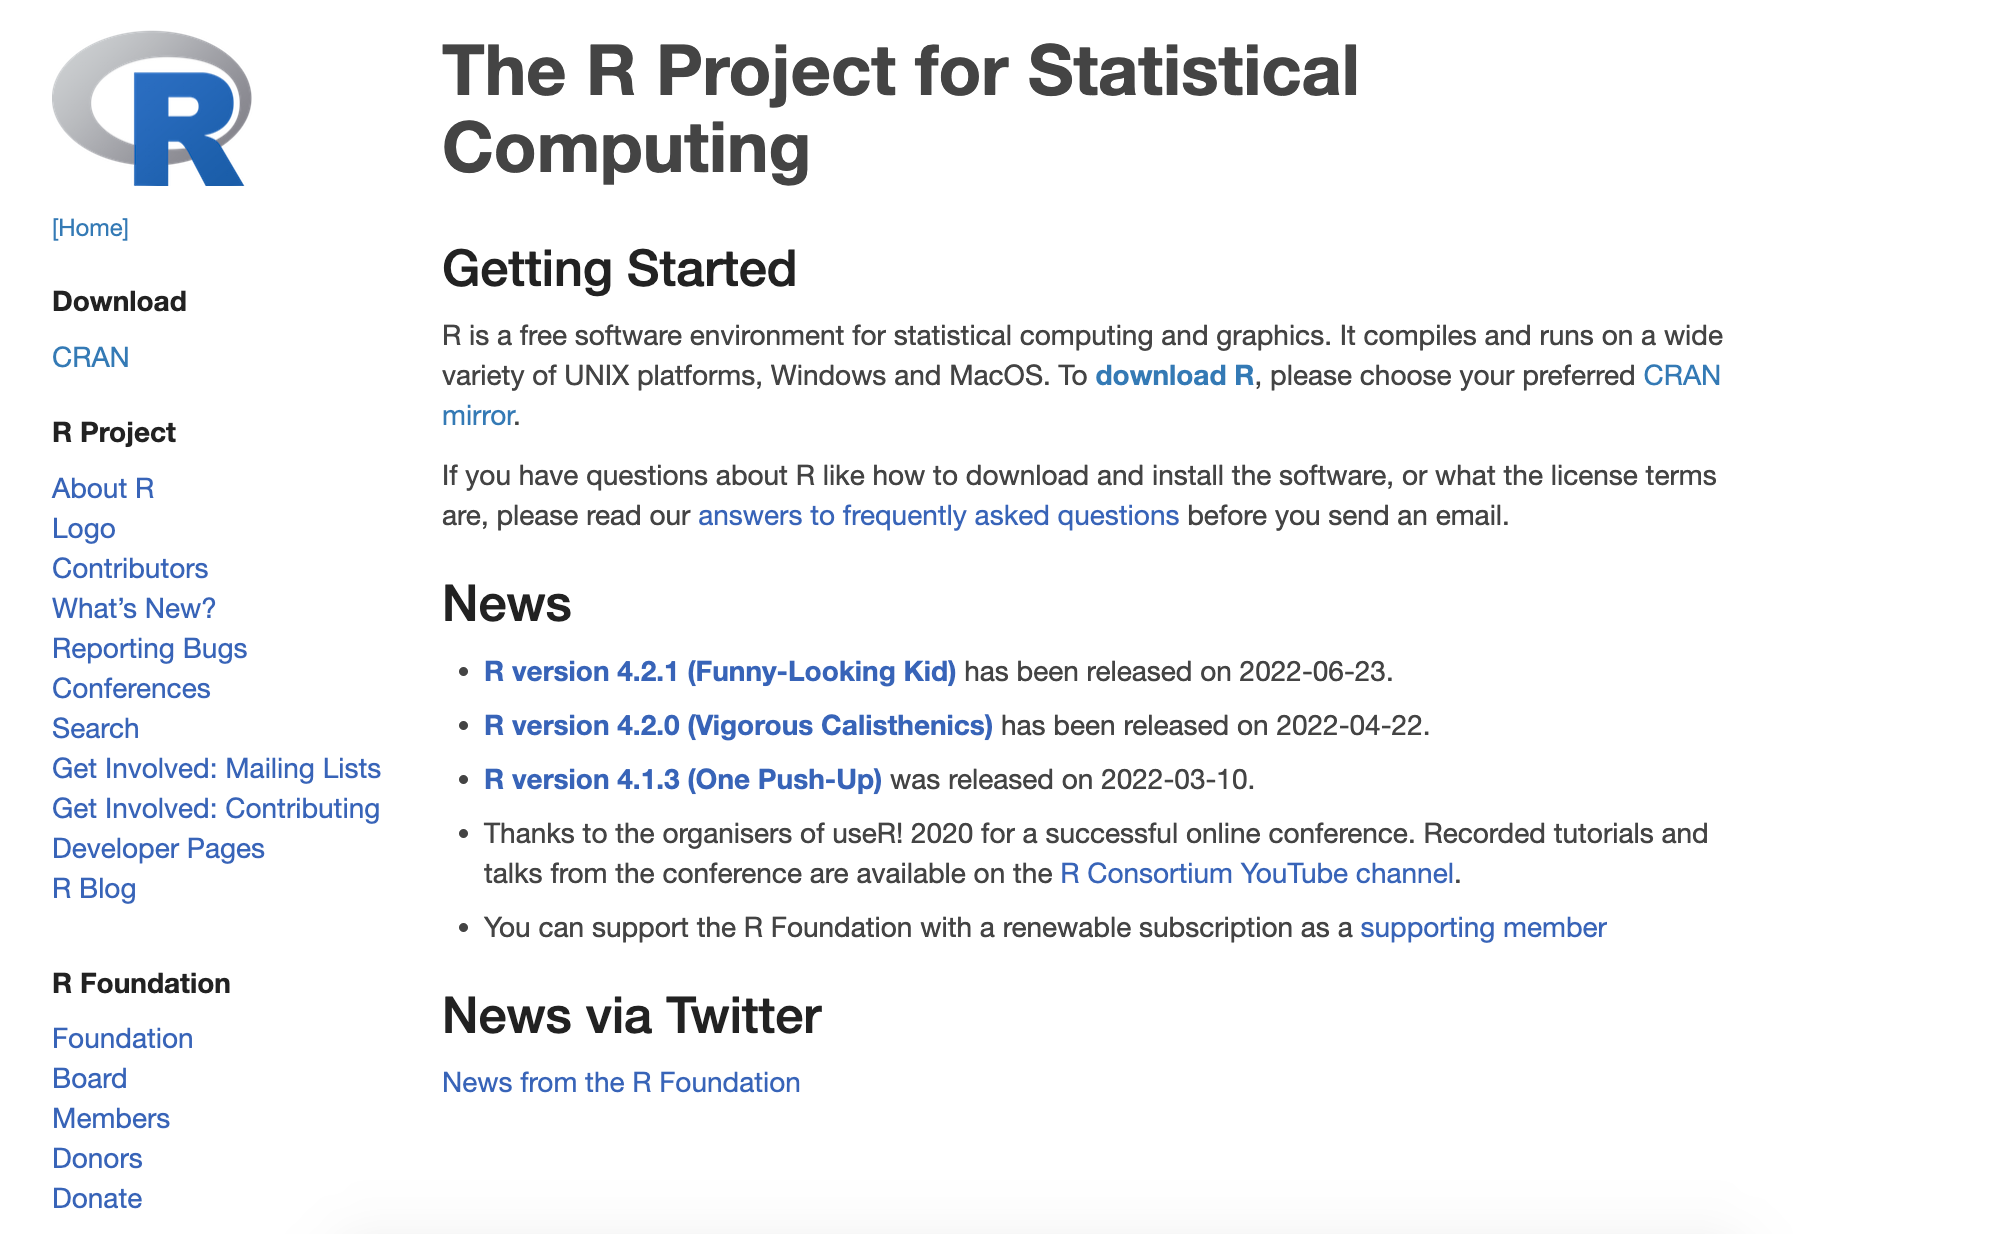 R
[Home]
Download
CRAN
R Project
About R
Logo
Contributors
What’s New?
Reporting Bugs
Conferences
Search
Get Involved: Mailing Lists
Get Involved: Contributing
Developer Pages
R Blog
R Foundation
Foundation
Board
Members
Donors
Donate
The R Project for Statistical
Computing
Getting Started
R is a free software environment for statistical computing and graphics. It compiles and runs on a wide
variety of UNIX platforms, Windows and MacOS. To download R, please choose your preferred CRAN
mirror.
If you have questions about R like how to download and install the software, or what the license terms
are, please read our answers to frequently asked questions before you send an email.
News
• R version 4.2.1 (Funny-Looking Kid) has been released on 2022-06-23.
• R version 4.2.0 (Vigorous Calisthenics) has been released on 2022-04-22.
• R version 4.1.3 (One Push-Up) was released on 2022-03-10.
• Thanks to the organisers of useR! 2020 for a successful online conference. Recorded tutorials and
talks from the conference are available on the R Consortium YouTube channel.
• You can support the R Foundation with a renewable subscription as a supporting member
News via Twitter
News from the R Foundation